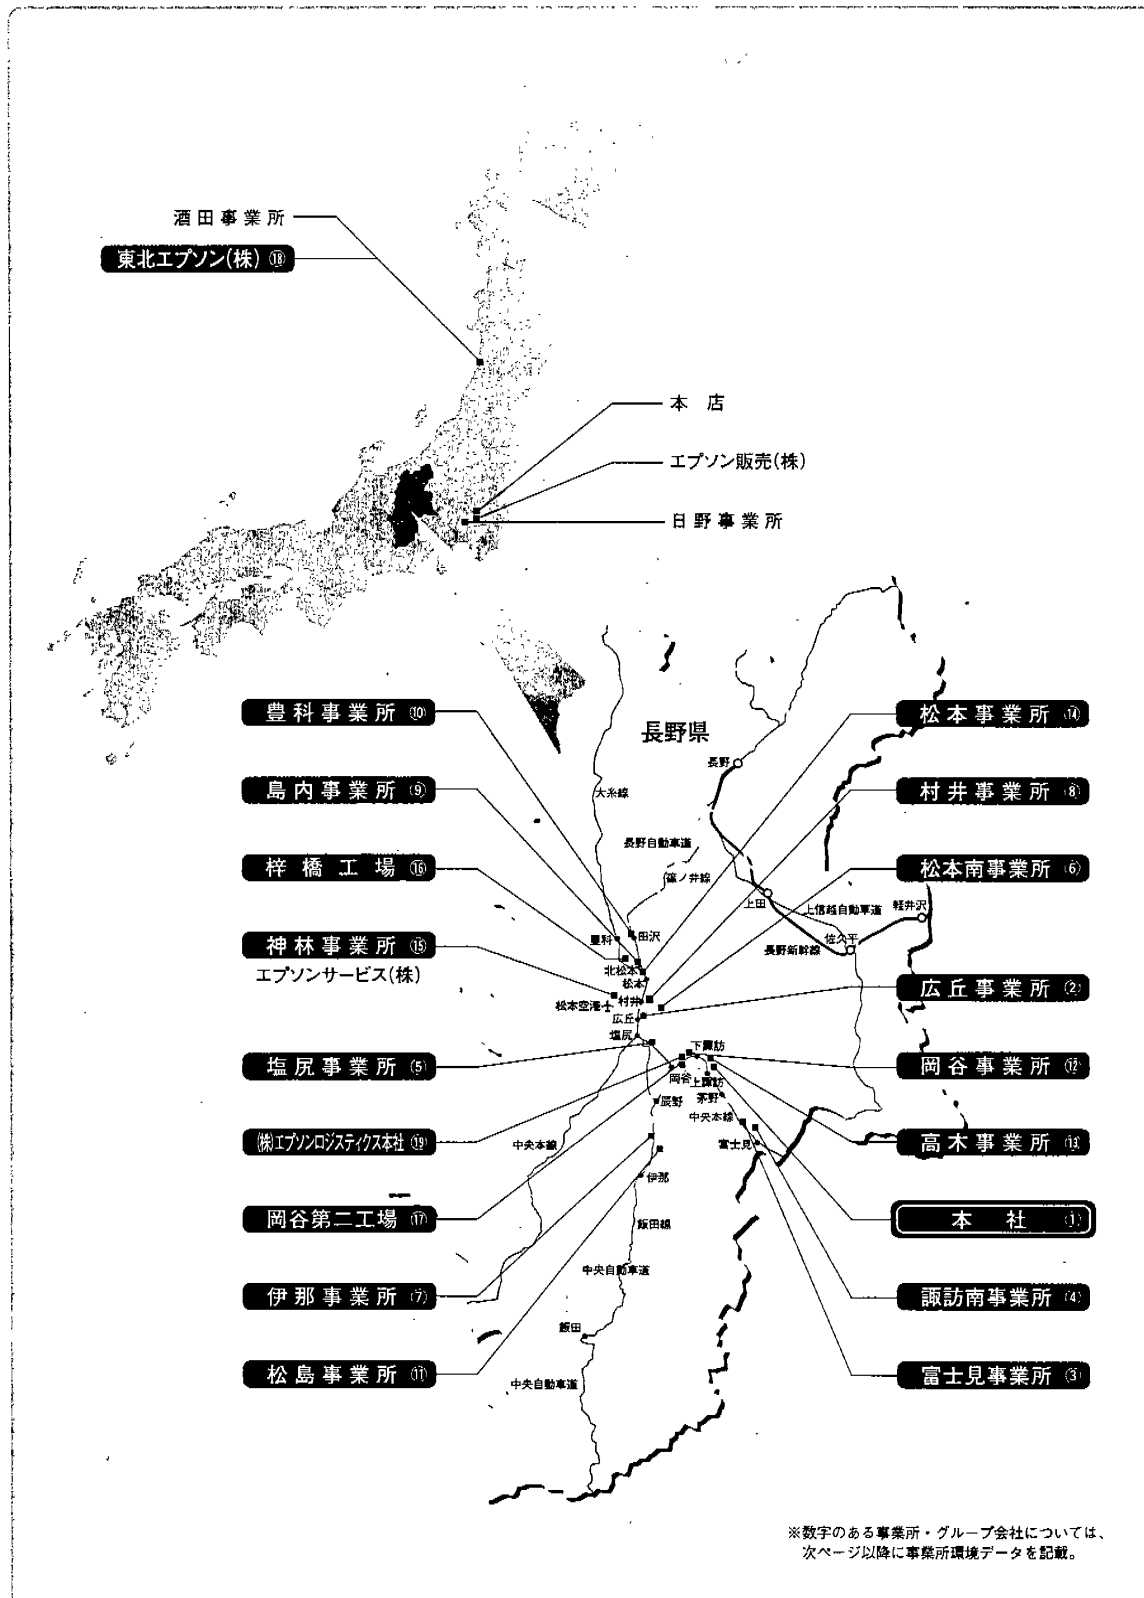 酒田事業所
東北エプソン(株) ⑱
本 店
エプソン販売(株)
日野事業所
豊科事業所 ⑩
島内事業所 ⑨
梓橋工場 ⑯
神林事業所 ⑮
エプソンサービス(株)
塩尻事業所 ⑤
(株)エプソンロジスティクス本社 ⑲
岡谷第二工場 ⑰
伊那事業所 ⑦
松島事業所 ⑪
長野県
長野
大糸線
長野自動車道
篠ノ井線
上田
上信越自動車道
軽井沢
佐久平
長野新幹線
豊科
田沢
北松本
松本
松本空港
村井
広丘
塩尻
下諏訪
岡谷
上諏訪
茅野
辰野
中央本線
富士見
中央本線
伊那
飯田線
中央自動車道
飯田
中央自動車道
松本事業所 ⑭
村井事業所 ⑧
松本南事業所 ⑥
広丘事業所 ②
岡谷事業所 ⑫
高木事業所 ⑬
本 社 ①
諏訪南事業所 ④
富士見事業所 ③
※数字のある事業所・グループ会社については、
次ページ以降に事業所環境データを記載。